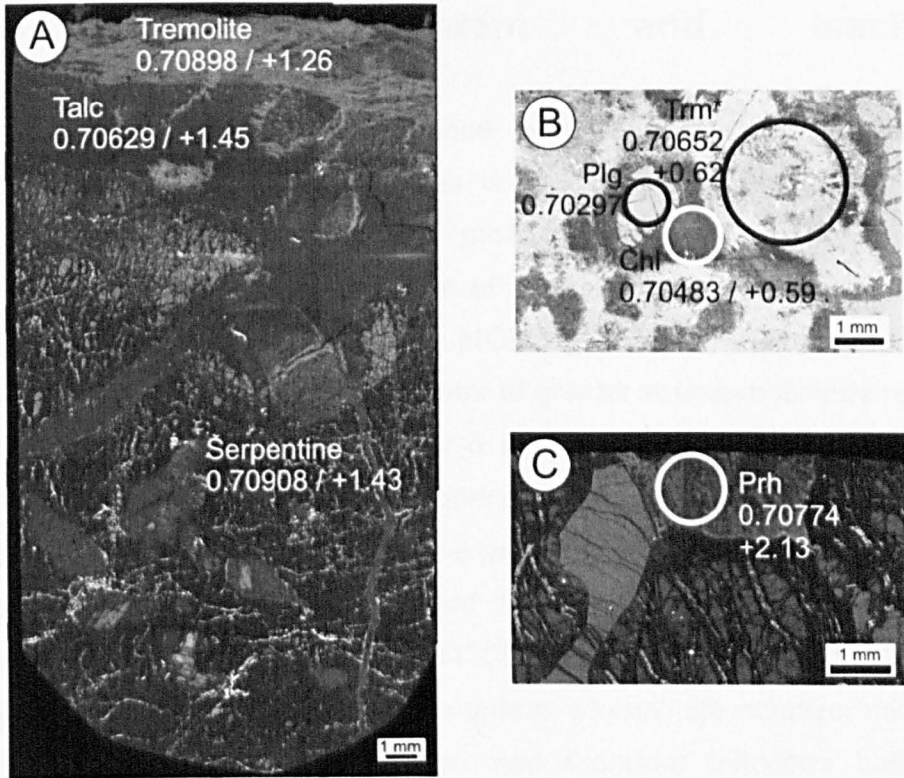 A
Tremolite
0.70898 / +1.26
Talc
0.70629 / +1.45
Serpentine
0.70908 / +1.43
1 mm
B
Trm*
0.70652
+0.62
Plg
0.70297
Chl
0.70483 / +0.59
1 mm
C
Prh
0.70774
+2.13
1 mm